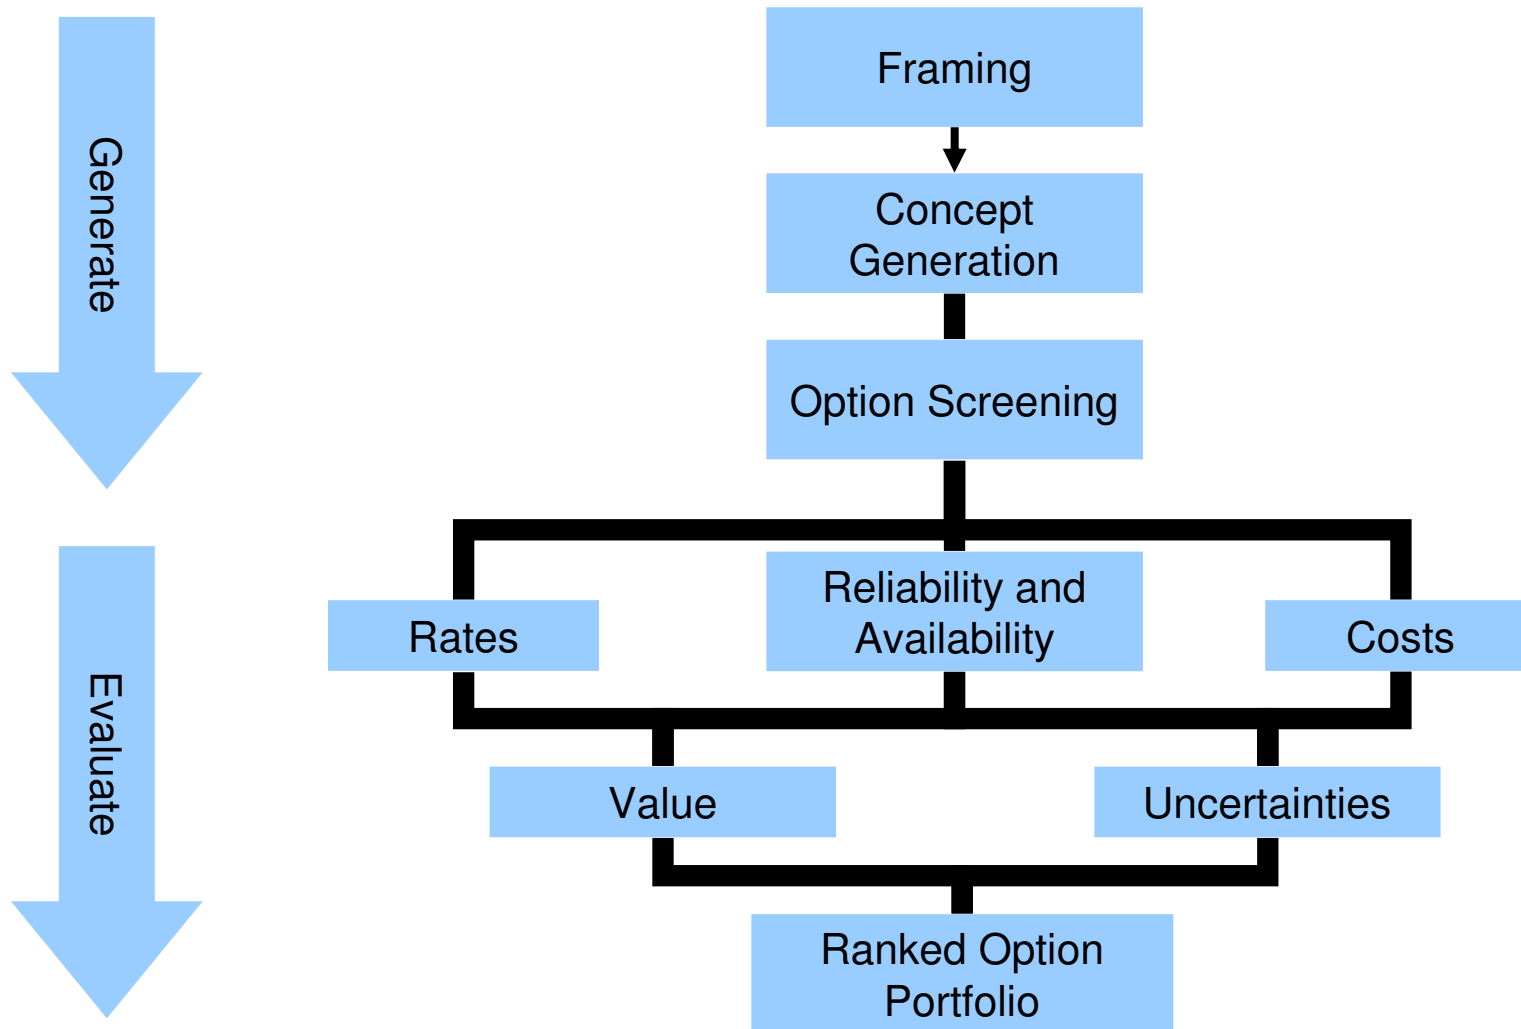 Generate
Framing
Concept
Generation
Option Screening
Evaluate
Rates
Reliability and
Availability
Costs
Value
Uncertainties
Ranked Option
Portfolio